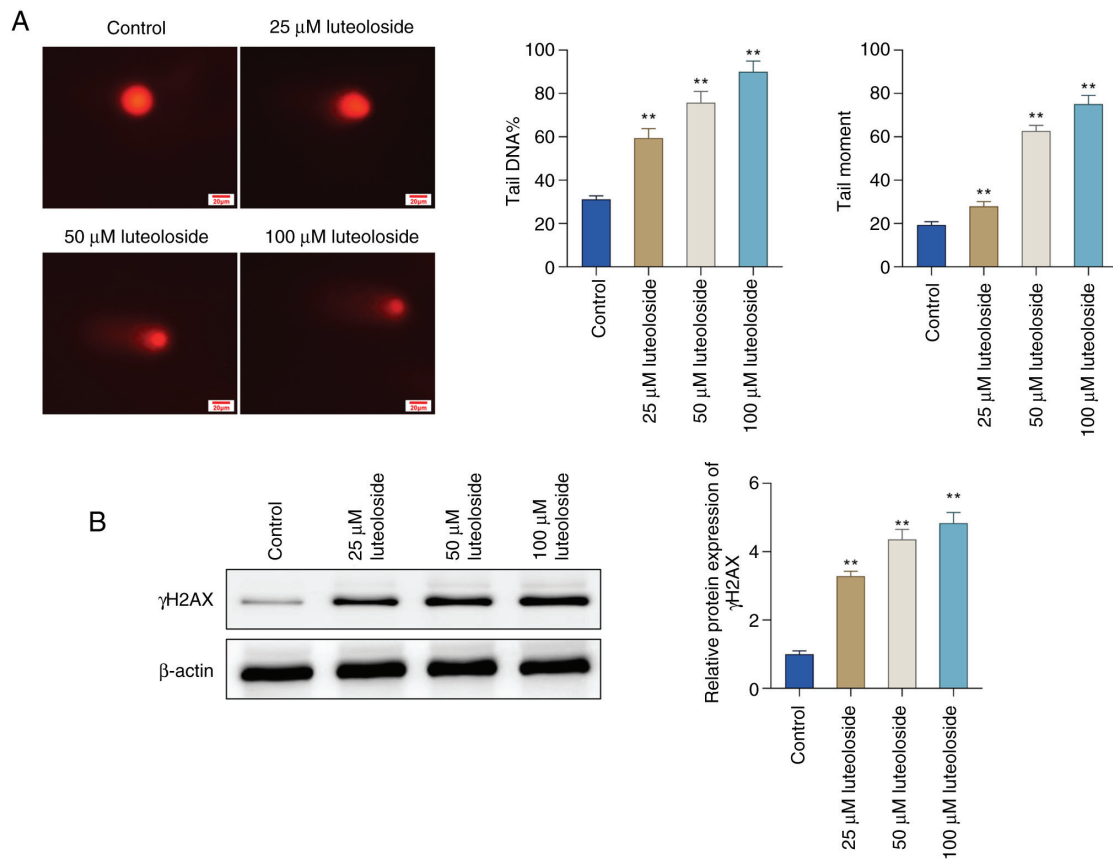 A
Control
25 μM luteoloside
20μm
20μm
50 μM luteoloside
100 μM luteoloside
20μm
20μm
Tail DNA%
100
80
60
40
20
0
**
**
**
Control
25 μM luteoloside
50 μM luteoloside
100 μM luteoloside
Tail moment
100
80
60
40
20
0
**
**
**
Control
25 μM luteoloside
50 μM luteoloside
100 μM luteoloside
B
Control
25 μM
luteoloside
50 μM
luteoloside
100 μM
luteoloside
γH2AX
β-actin
Relative protein expression of
γH2AX
6
4
2
0
**
**
**
Control
25 μM luteoloside
50 μM luteoloside
100 μM luteoloside